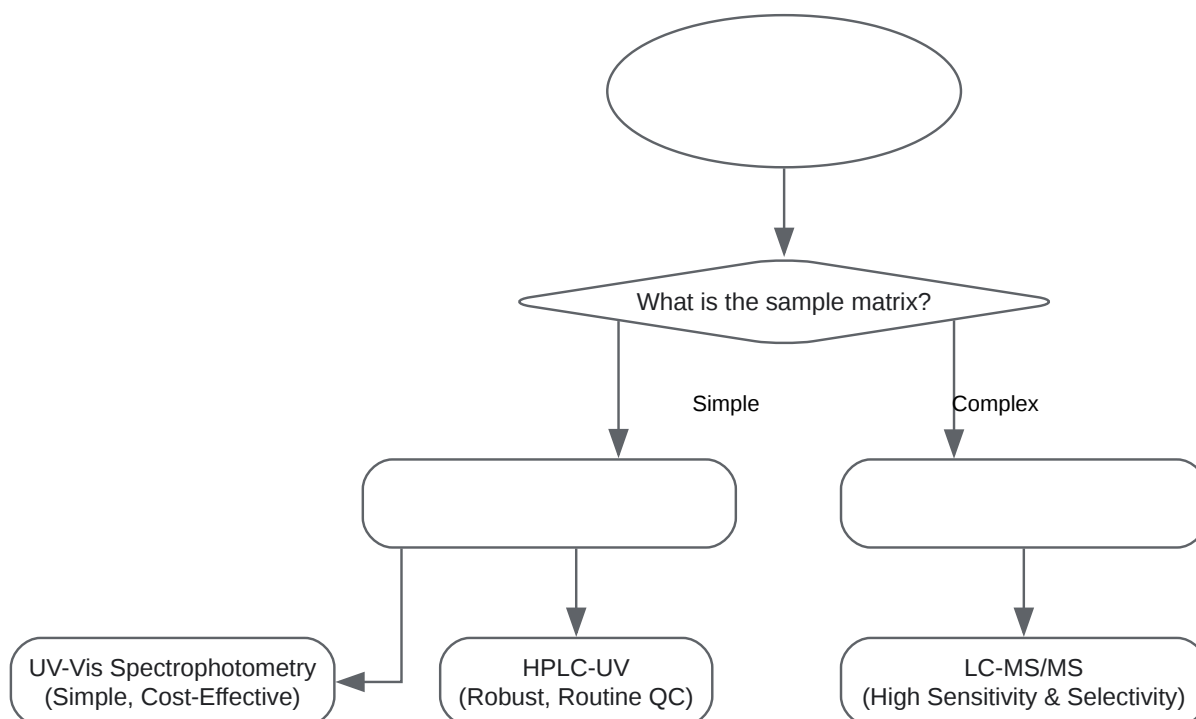 What is the sample matrix?
Simple
Complex
UV-Vis Spectrophotometry
(Simple, Cost-Effective)
HPLC-UV
(Robust, Routine QC)
LC-MS/MS
(High Sensitivity & Selectivity)